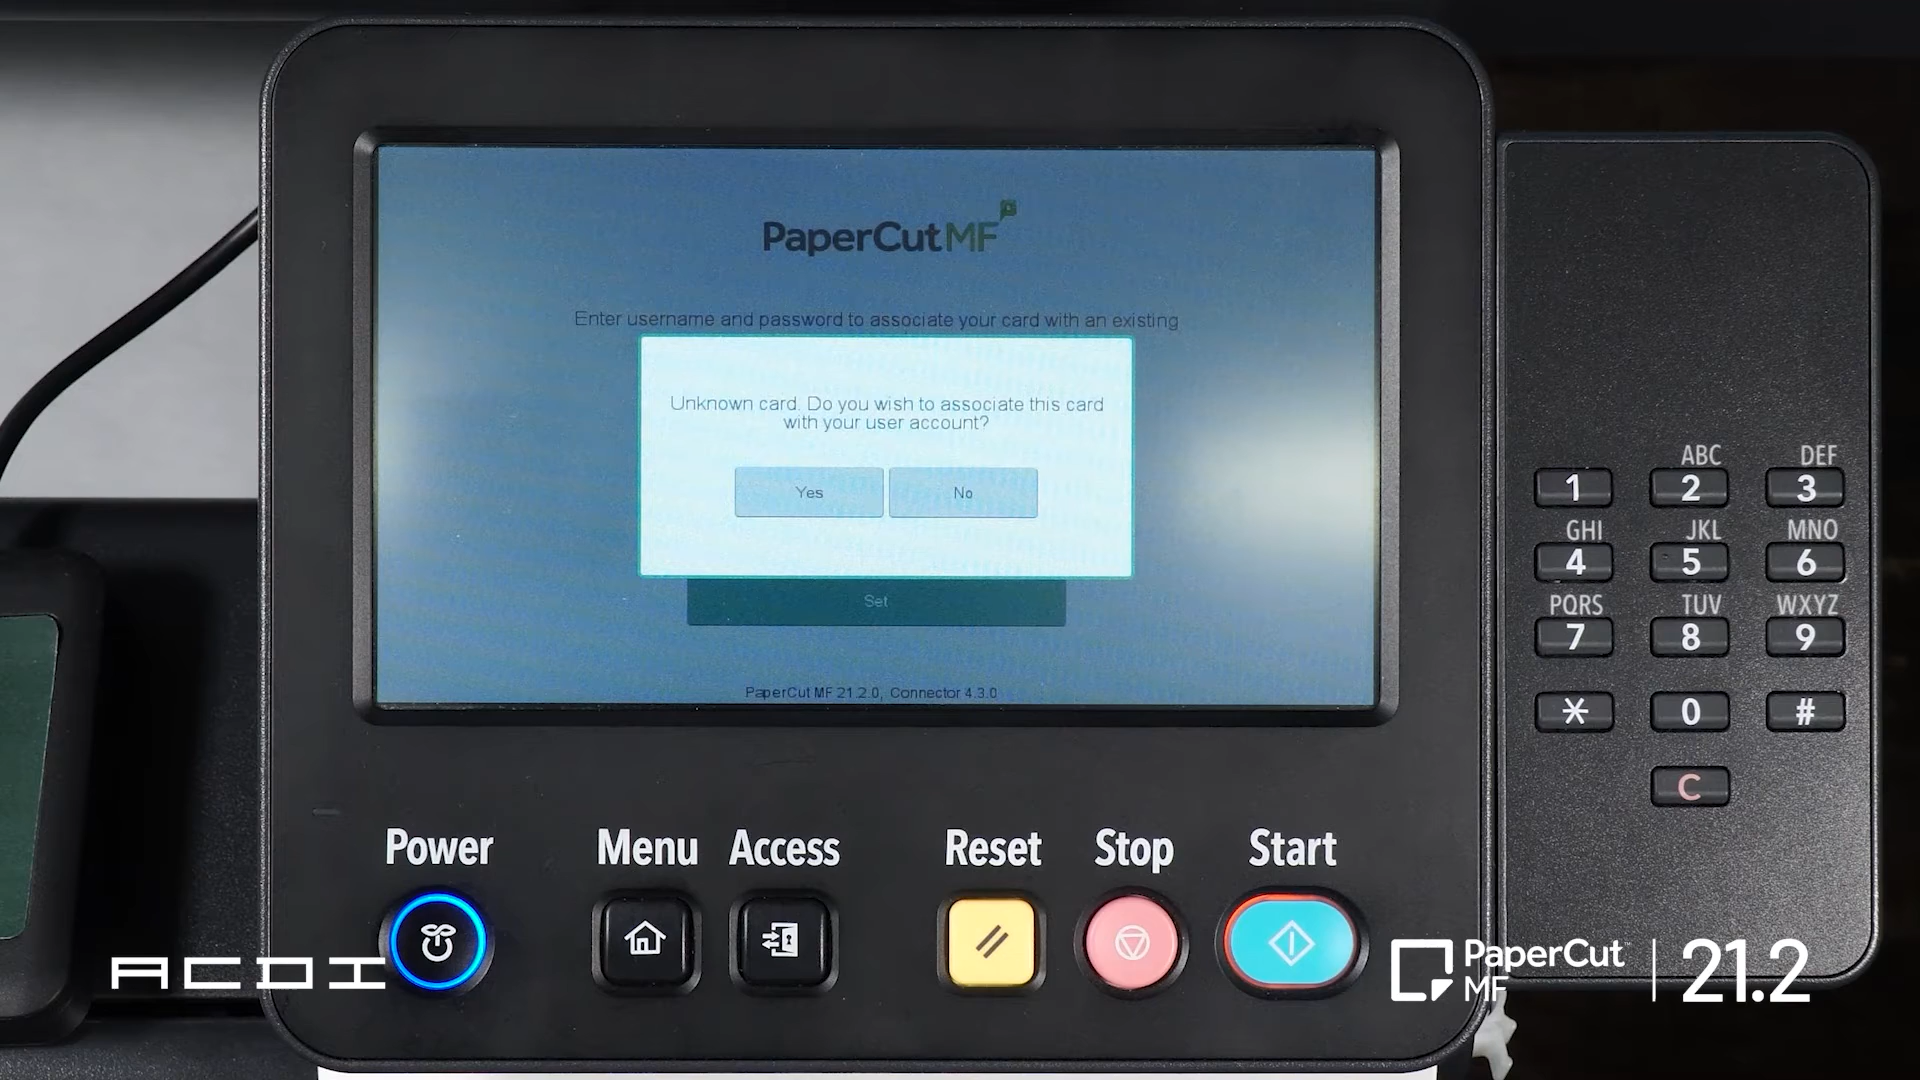 PaperCut MF
Enter username and password to associate your card with an existing
Unknown card. Do you wish to associate this card
with your user account?
Yes
No
Set
PaperCut MF 21.2.0, Connector 4.3.0
ABC
DEF
1
2
3
GHI
JKL
MNO
4
5
6
PQRS
TUV
WXYZ
7
8
9
*
0
#
C
Power
Menu
Access
Reset
Stop
Start
ACDI
PaperCut™
MF
21.2